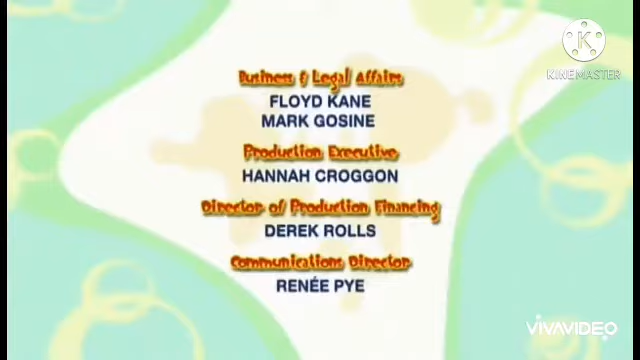 KINEMASTER
Business & Legal Affairs
FLOYD KANE
MARK GOSINE
Production Executive
HANNAH CROGGON
Director of Production Financing
DEREK ROLLS
Communications Director
RENÉE PYE
VIVAVIDEO